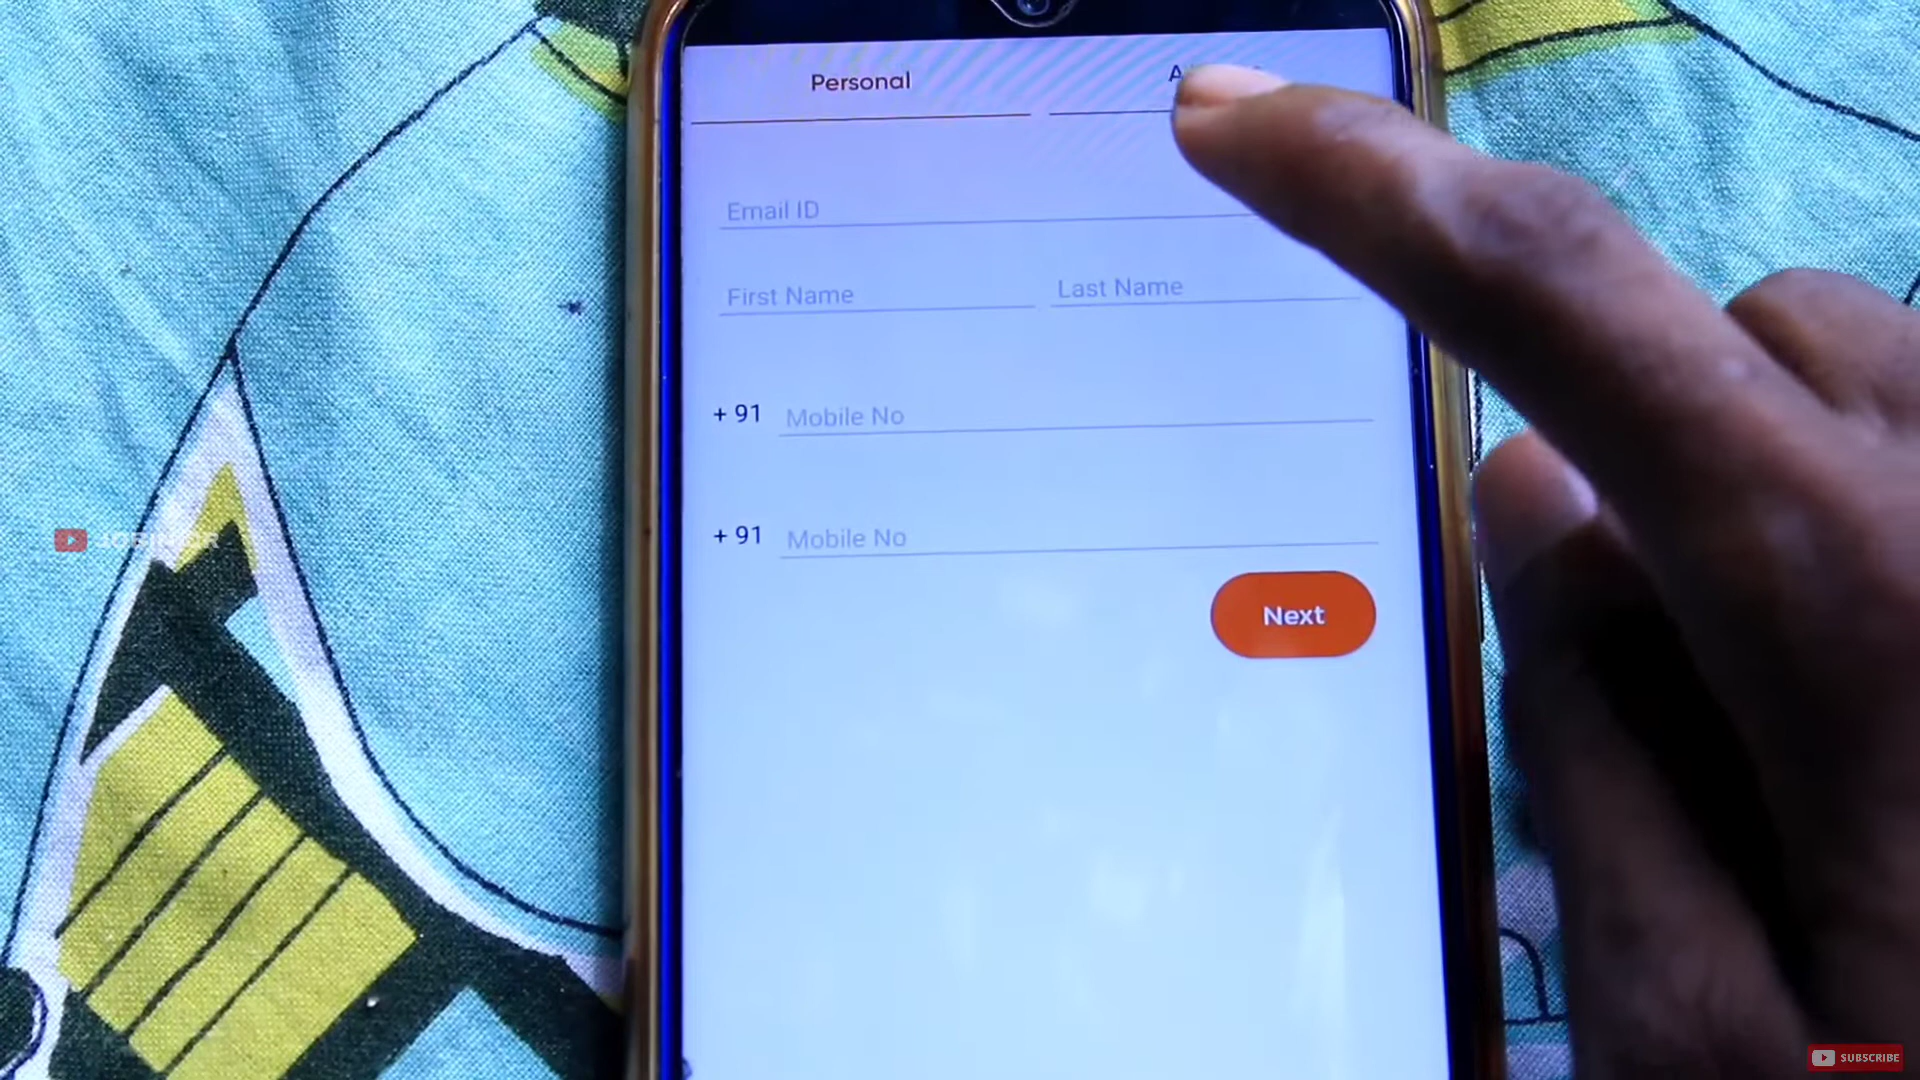 Personal
Email ID
First Name Last Name
+ 91 Mobile No
+ 91 Mobile No
Next
SUBSCRIBE